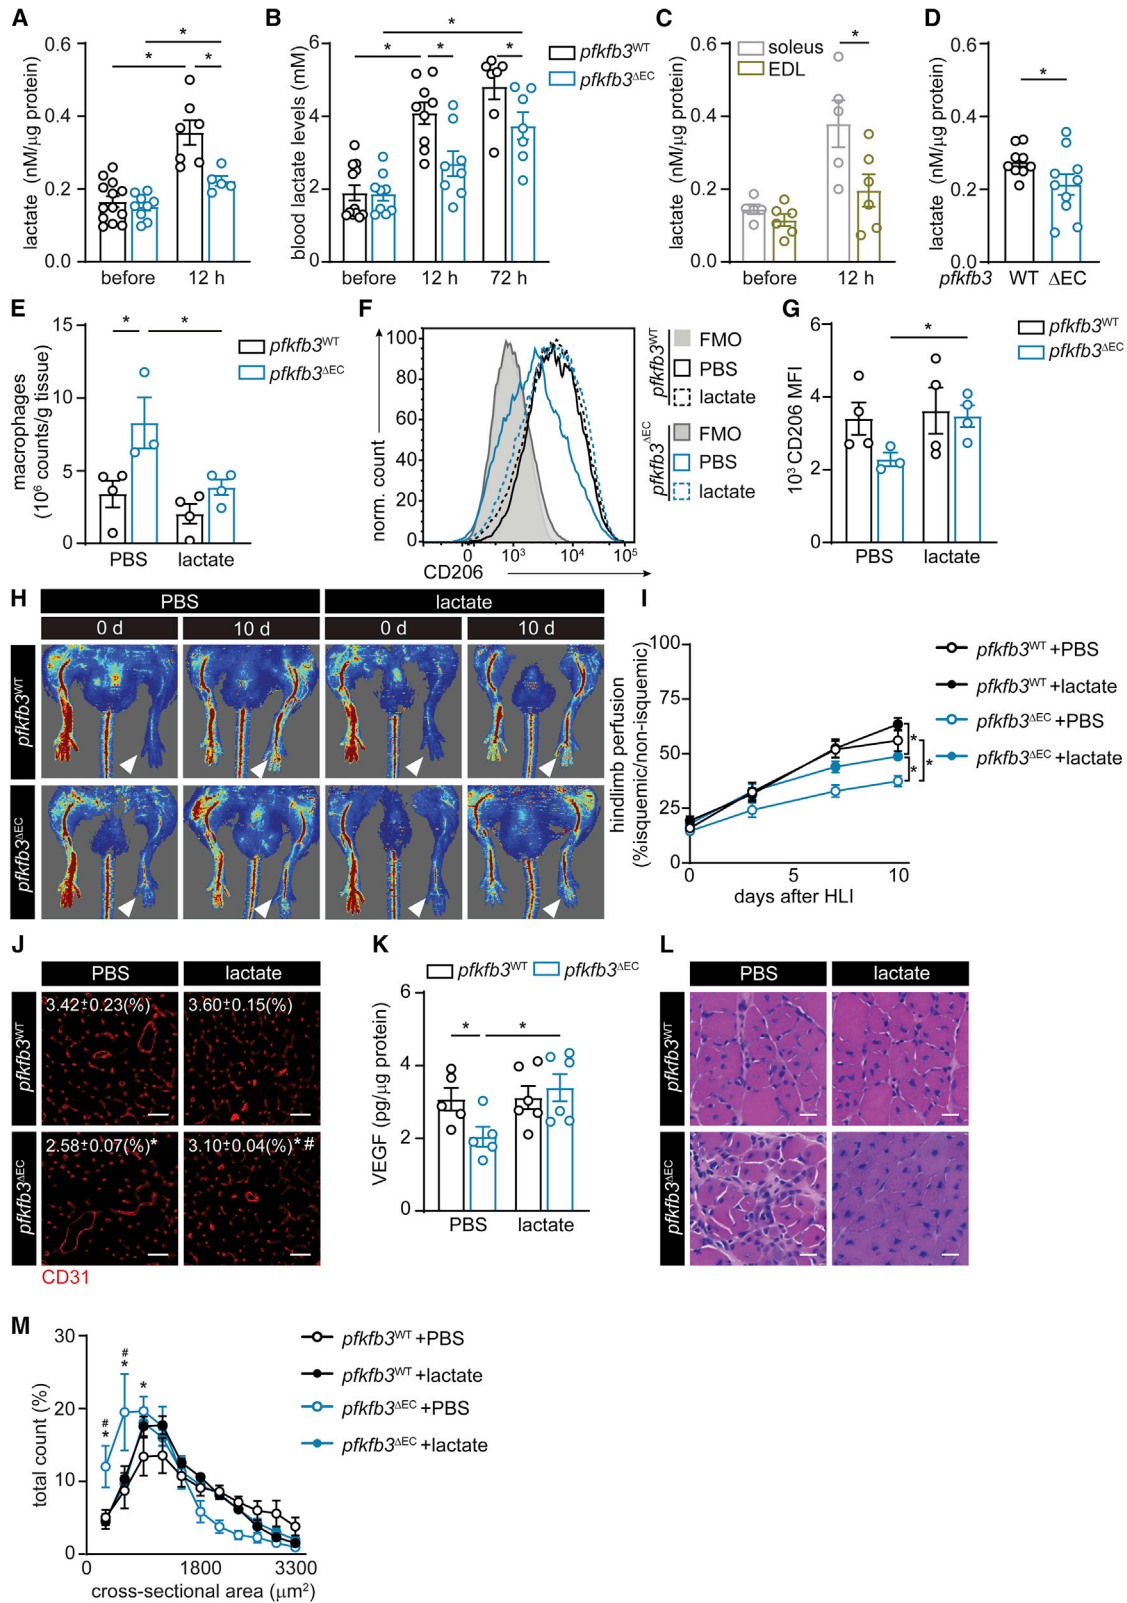 A
lactate (nM/μg protein)
0.6
0.4
0.2
0.0
before
12 h
*
*
*
B
blood lactate levels (mM)
6
4
2
0
before
12 h
72 h
*
*
*
*
pfkfb3WT
pfkfb3ΔEC
C
lactate (nM/μg protein)
0.6
0.4
0.2
0.0
soleus
EDL
*
before
12 h
D
lactate (nM/μg protein)
0.6
0.4
0.2
0.0
*
pfkfb3 WT ΔEC
E
macrophages
(10⁶ counts/g tissue)
15
10
5
0
*
*
PBS
lactate
pfkfb3WT
pfkfb3ΔEC
F
norm. count
100
80
60
40
20
0
0
10³
10⁴
10⁵
CD206
pfkfb3WT
FMO
PBS
lactate
pfkfb3ΔEC
FMO
PBS
lactate
G
10³ CD206 MFI
6
4
2
0
*
PBS
lactate
pfkfb3WT
pfkfb3ΔEC
H
PBS
lactate
0 d
10 d
0 d
10 d
pfkfb3WT
pfkfb3ΔEC
I
hindlimb perfusion
(%isquemic/non-isquemic)
100
75
50
25
0
0
5
10
days after HLI
*
*
*
pfkfb3WT +PBS
pfkfb3WT +lactate
pfkfb3ΔEC +PBS
pfkfb3ΔEC +lactate
J
PBS
lactate
pfkfb3WT
3.42±0.23(%)
3.60±0.15(%)
pfkfb3ΔEC
2.58±0.07(%)*
3.10±0.04(%)*#
CD31
K
pfkfb3WT
pfkfb3ΔEC
VEGF (pg/μg protein)
6
4
2
0
*
*
PBS
lactate
L
PBS
lactate
pfkfb3WT
pfkfb3ΔEC
M
total count (%)
30
20
10
0
0
1800
3300
cross-sectional area (μm²)
#
*
#
*
*
pfkfb3WT +PBS
pfkfb3WT +lactate
pfkfb3ΔEC +PBS
pfkfb3ΔEC +lactate